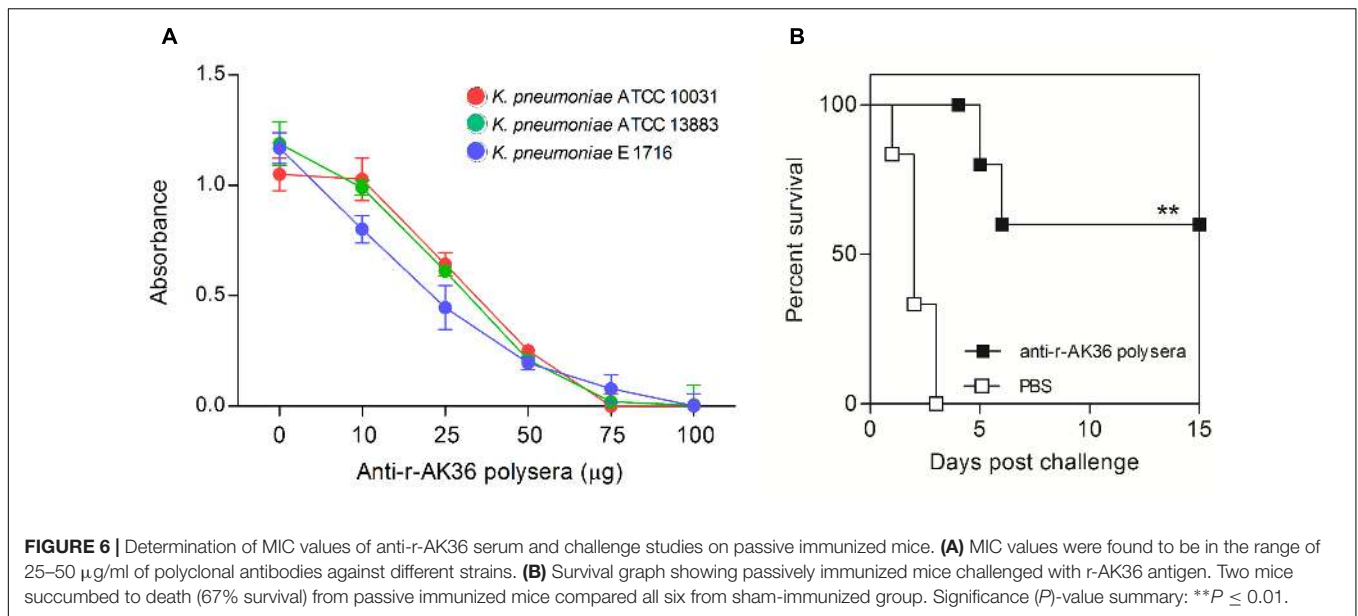 A
B
1.5
1.0
0.5
0.0
Absorbance
K. pneumoniae ATCC 10031
K. pneumoniae ATCC 13883
K. pneumoniae E 1716
0 10 25 50 75 100
Anti-r-AK36 polysera (μg)
100
50
0
Percent survival
**
anti-r-AK36 polysera
PBS
0 5 10 15
Days post challenge
FIGURE 6 | Determination of MIC values of anti-r-AK36 serum and challenge studies on passive immunized mice. (A) MIC values were found to be in the range of
25–50 μg/ml of polyclonal antibodies against different strains. (B) Survival graph showing passively immunized mice challenged with r-AK36 antigen. Two mice
succumbed to death (67% survival) from passive immunized mice compared all six from sham-immunized group. Significance (P)-value summary: **P ≤ 0.01.